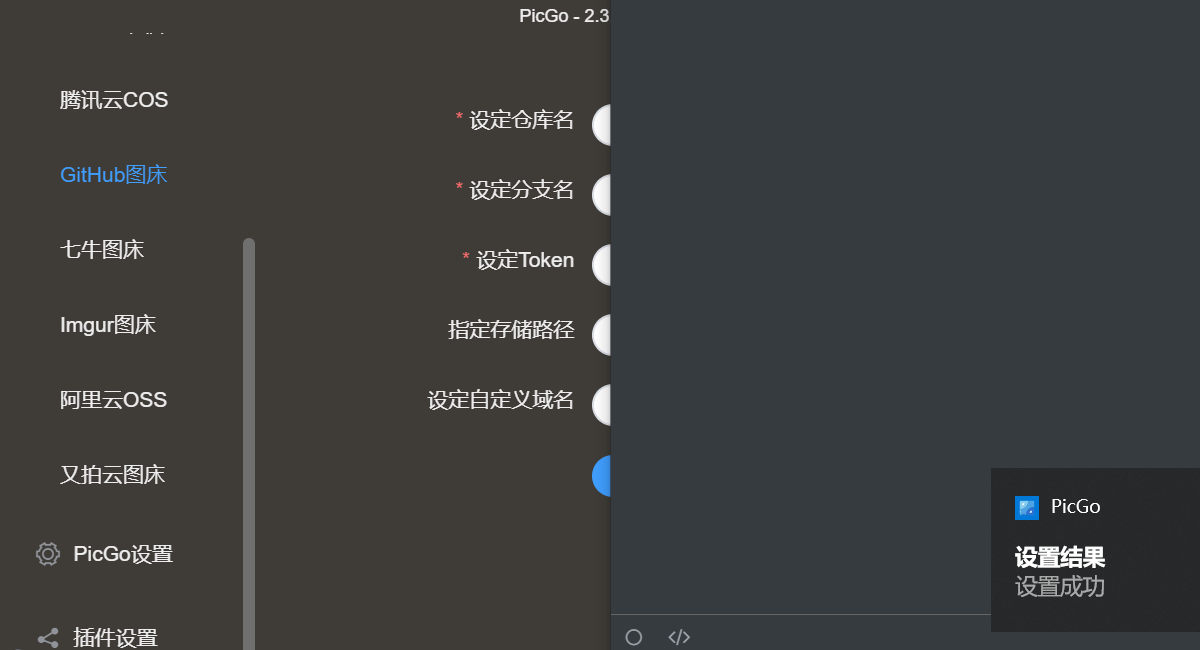 PicGo - 2.3
腾讯云COS
GitHub图床
七牛图床
Imgur图床
阿里云OSS
又拍云图床
PicGo设置
插件设置
* 设定仓库名
* 设定分支名
* 设定Token
指定存储路径
设定自定义域名
PicGo
设置结果
设置成功